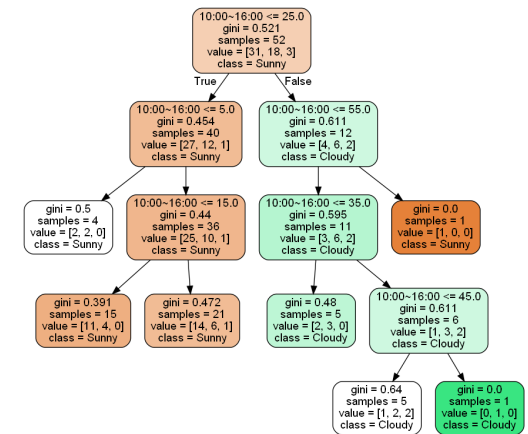 10:00~16:00 <= 25.0
gini = 0.521
samples = 52
value = [31, 18, 3]
class = Sunny
True
False
10:00~16:00 <= 5.0
gini = 0.454
samples = 40
value = [27, 12, 1]
class = Sunny
10:00~16:00 <= 55.0
gini = 0.611
samples = 12
value = [4, 6, 2]
class = Cloudy
gini = 0.5
samples = 4
value = [2, 2, 0]
class = Sunny
10:00~16:00 <= 15.0
gini = 0.44
samples = 36
value = [25, 10, 1]
class = Sunny
10:00~16:00 <= 35.0
gini = 0.595
samples = 11
value = [3, 6, 2]
class = Cloudy
gini = 0.0
samples = 1
value = [1, 0, 0]
class = Sunny
gini = 0.391
samples = 15
value = [11, 4, 0]
class = Sunny
gini = 0.472
samples = 21
value = [14, 6, 1]
class = Sunny
gini = 0.48
samples = 5
value = [2, 3, 0]
class = Cloudy
10:00~16:00 <= 45.0
gini = 0.611
samples = 6
value = [1, 3, 2]
class = Cloudy
gini = 0.64
samples = 5
value = [1, 2, 2]
class = Cloudy
gini = 0.0
samples = 1
value = [0, 1, 0]
class = Cloudy